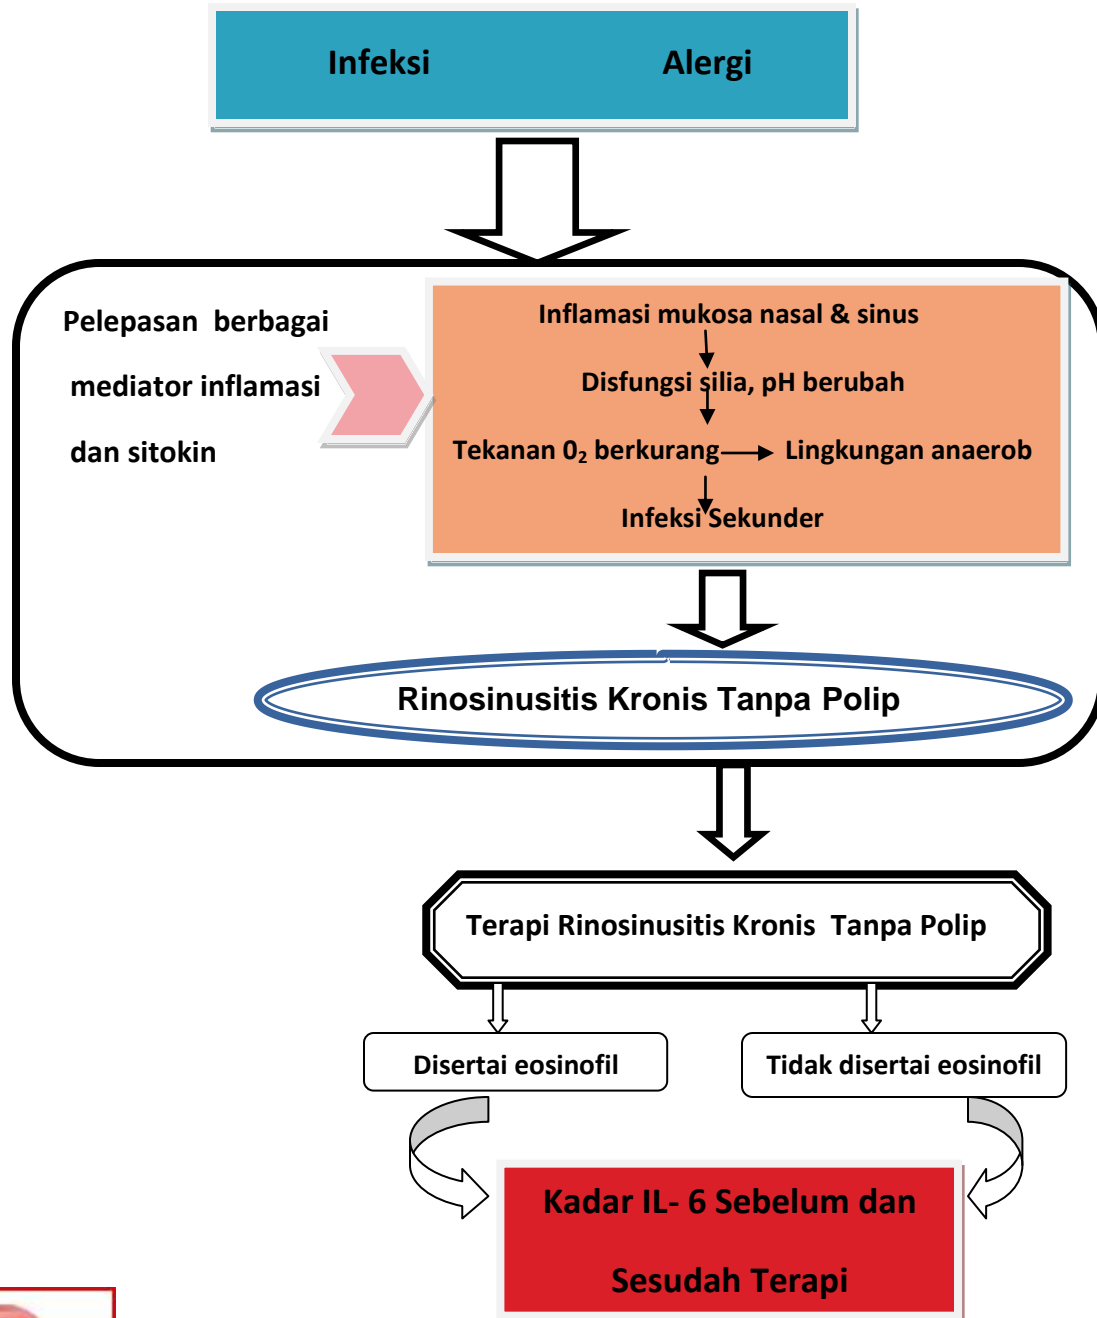 Infeksi Alergi
Pelepasan berbagai
mediator inflamasi
dan sitokin
Inflamasi mukosa nasal & sinus
Disfungsi silia, pH berubah
Tekanan 0₂ berkurang Lingkungan anaerob
Infeksi Sekunder
Rinosinusitis Kronis Tanpa Polip
Terapi Rinosinusitis Kronis Tanpa Polip
Disertai eosinofil
Tidak disertai eosinofil
Kadar IL- 6 Sebelum dan
Sesudah Terapi